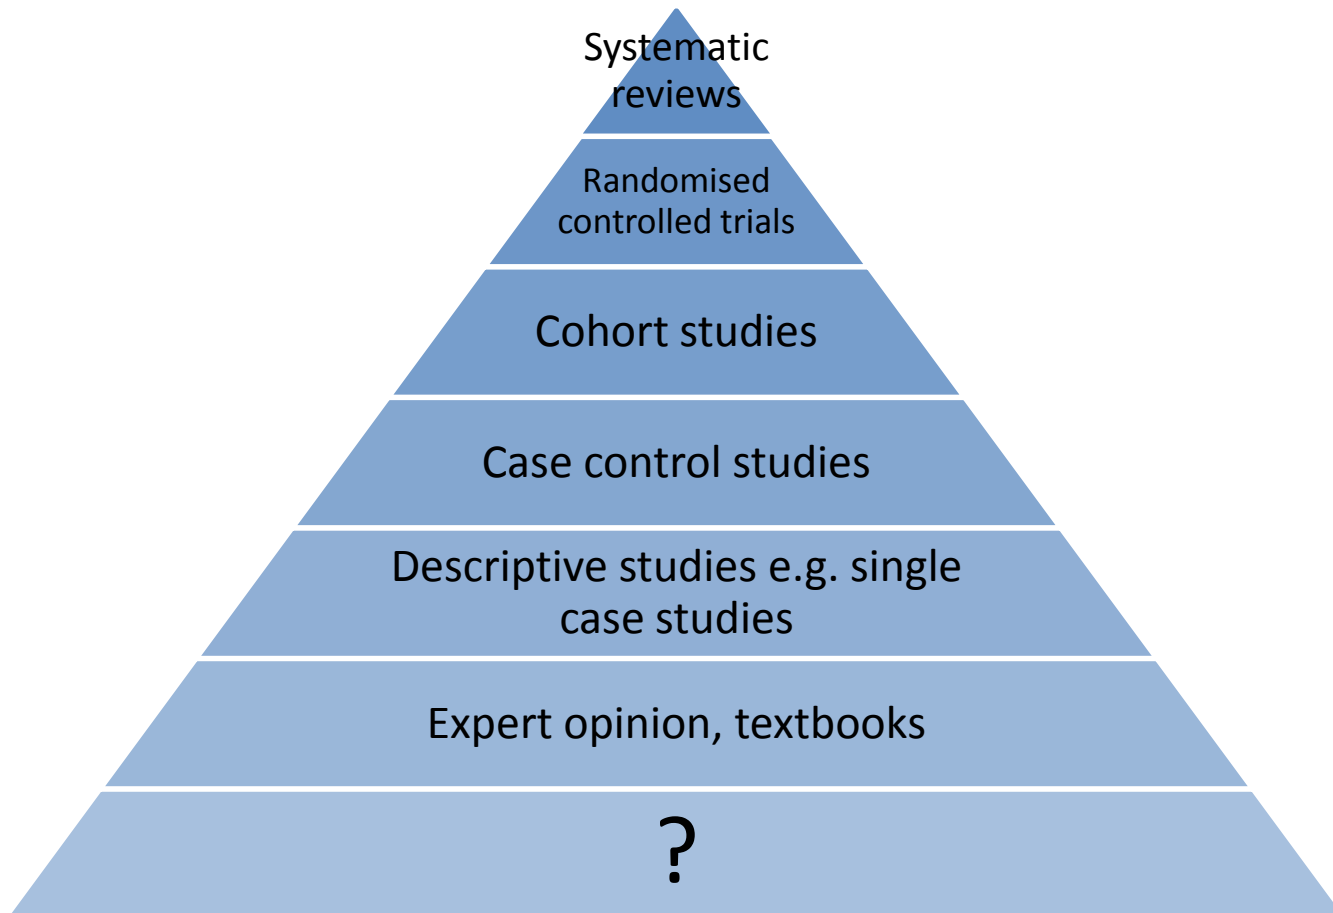 Systematic
reviews
Randomised
controlled trials
Cohort studies
Case control studies
Descriptive studies e.g. single
case studies
Expert opinion, textbooks
?